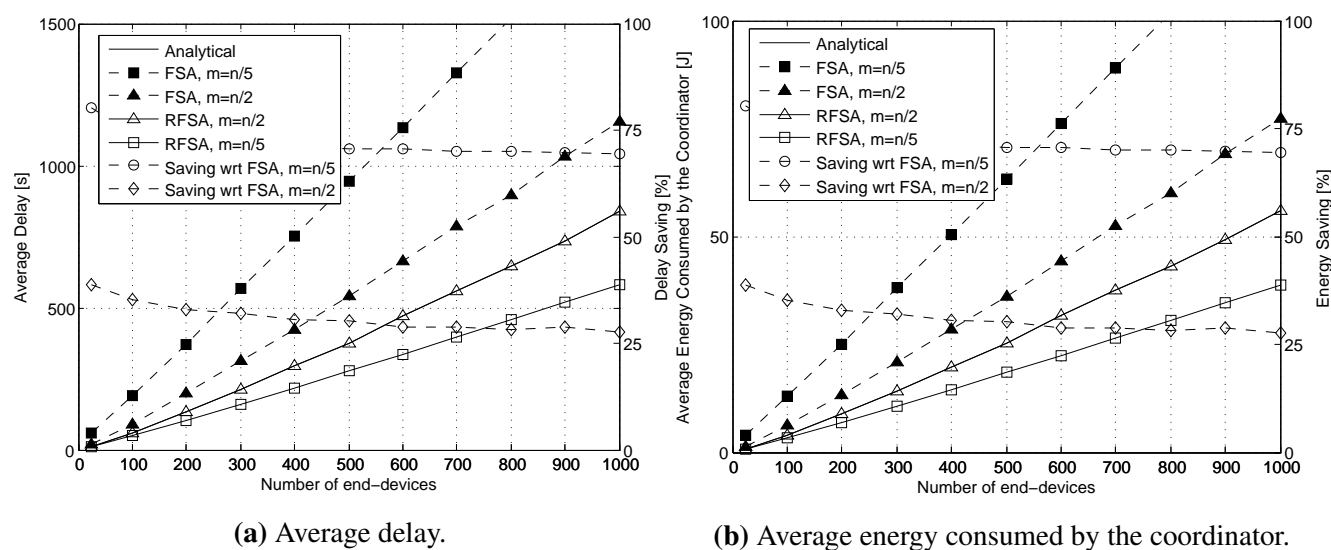 1500
1000
500
0
Average Delay [s]
Analytical
FSA, m=n/5
FSA, m=n/2
RFSA, m=n/2
RFSA, m=n/5
Saving wrt FSA, m=n/5
Saving wrt FSA, m=n/2
100
75
50
25
0
Delay Saving [%]
0 100 200 300 400 500 600 700 800 900 1000
Number of end-devices
(a) Average delay.
100
50
0
Average Energy Consumed by the Coordinator [J]
Analytical
FSA, m=n/5
FSA, m=n/2
RFSA, m=n/2
RFSA, m=n/5
Saving wrt FSA, m=n/5
Saving wrt FSA, m=n/2
100
75
50
25
0
Energy Saving [%]
0 100 200 300 400 500 600 700 800 900 1000
Number of end-devices
(b) Average energy consumed by the coordinator.